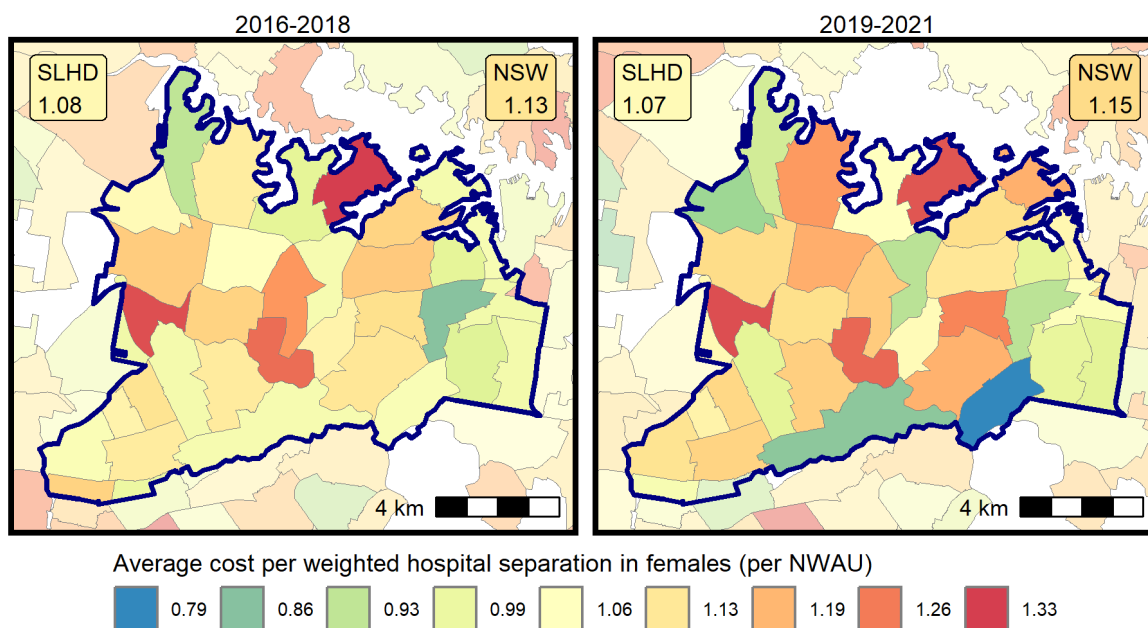 2016-2018
2019-2021
SLHD
1.08
NSW
1.13
SLHD
1.07
NSW
1.15
4 km
4 km
Average cost per weighted hospital separation in females (per NWAU)
0.79 0.86 0.93 0.99 1.06 1.13 1.19 1.26 1.33